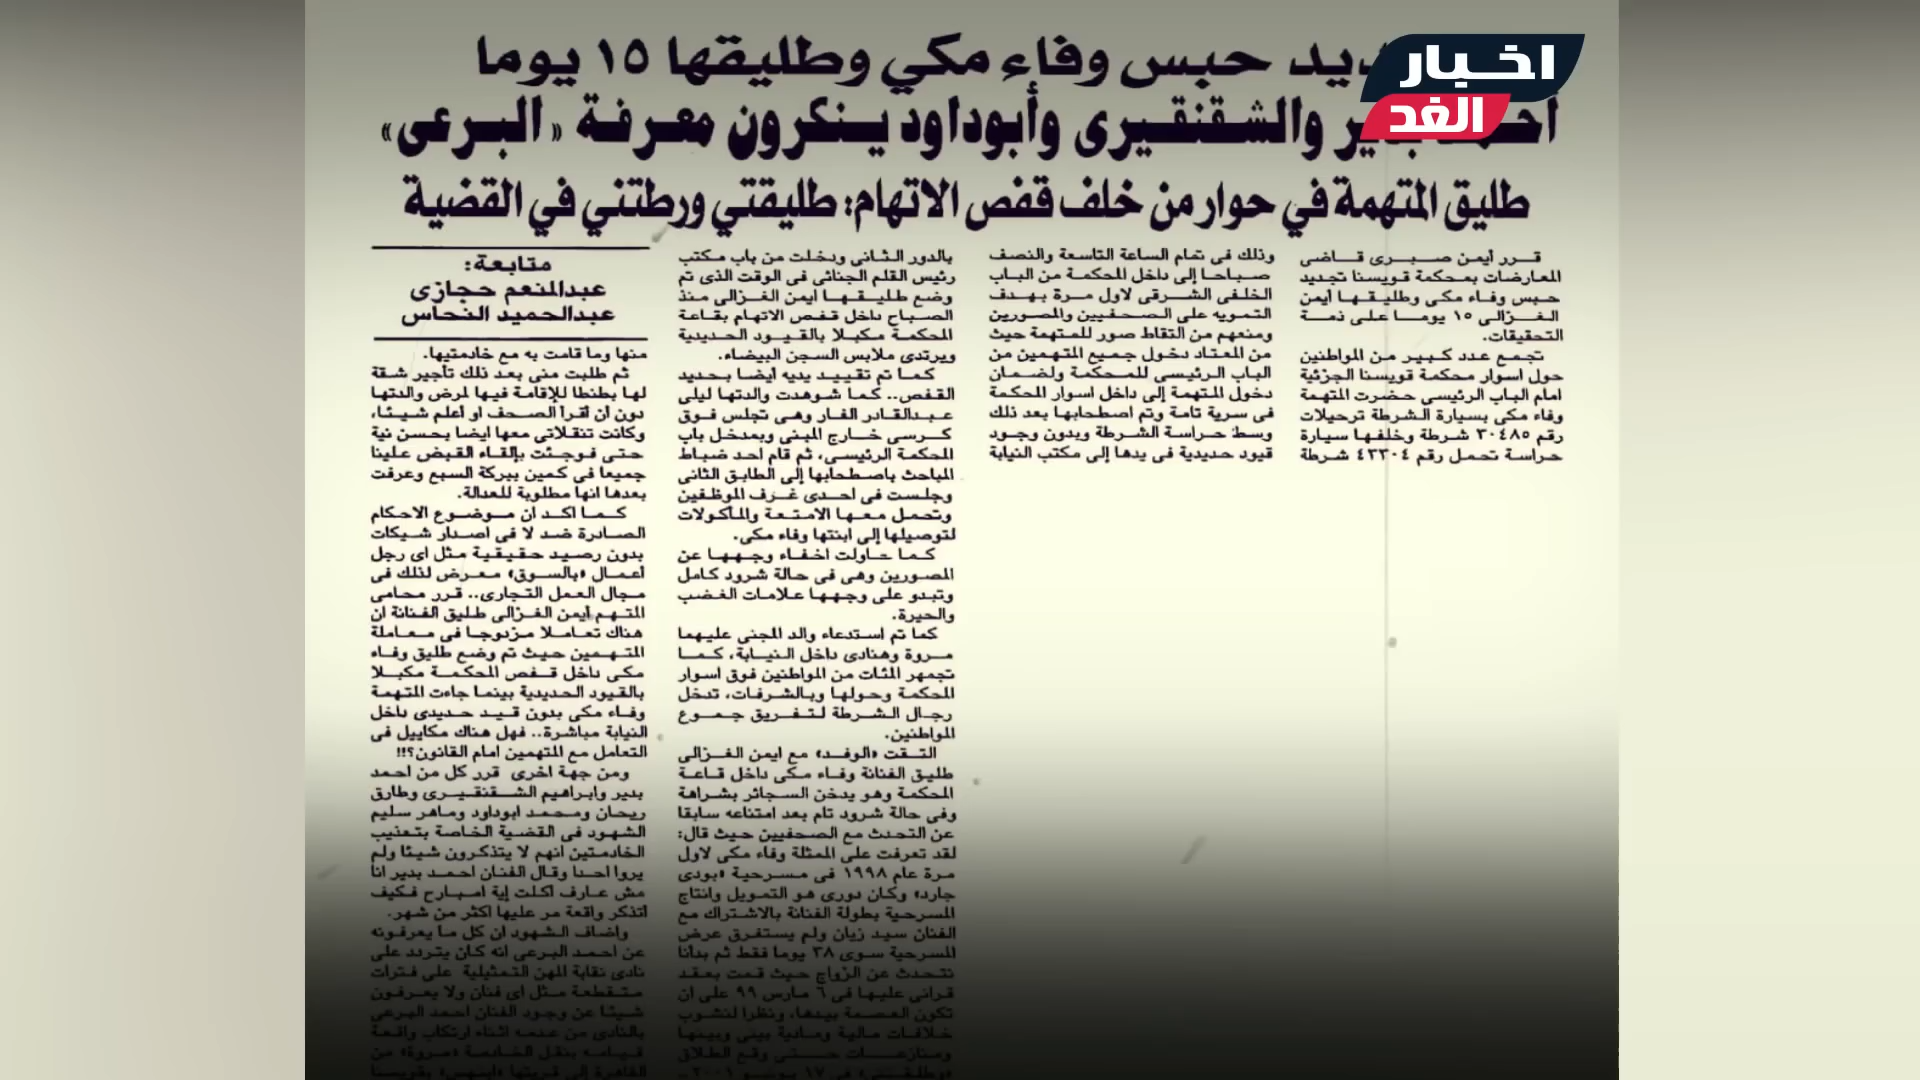 اخبار
الغد
حبس وفاء مكي وطليقها ١٥ يوما
والشقنقيرى وأبوداود ينكرون معرفة «البرعى»
طليق المتهمة في حوار من خلف قفص الاتهام: طليقتي ورطتني في القضية
قرر أيمن صبرى قاضى
المعارضات بمحكمة قويسنا تجديد
حبس وفاء مكى وطليقها أيمن
الغزالى ١٥ يوما على ذمة
التحقيقات.
تجمع عدد كبير من المواطنين
حول اسوار محكمة قويسنا الجزئية
امام الباب الرئيسى حضرت المتهمة
وفاء مكى بسيارة الشرطة ترحيلات
رقم ٣٠٤٨٥ شرطة وخلفها سيارة
حراسة تحمل رقم ٤٣٣٠٤ شرطة
وذلك فى تمام الساعة التاسعة والنصف
صباحا إلى داخل المحكمة من الباب
الخلفى الشرقى لاول مرة بهدف
التمويه على الصحفيين والمصورين
ومنعهم من التقاط صور للمتهمة حيث
من المعتاد دخول جميع المتهمين من
الباب الرئيسى للمحكمة ولضمان
دخول المتهمة إلى داخل اسوار المحكمة
فى سرية تامة وتم اصطحابها بعد ذلك
وسط حراسة الشرطة وبدون وجود
قيود حديدية فى يدها إلى مكتب النيابة
بالدور الثانى ودخلت من باب مكتب
رئيس القلم الجنائى فى الوقت الذى تم
وضع طليقها ايمن الغزالى منذ
الصباح داخل قفص الاتهام بقاعة
المحكمة مكبلا بالقيود الحديدية
ويرتدى ملابس السجن البيضاء.
كما تم تقييد يديه أيضا بحديد
القفص.. كما شوهدت والدتها ليلى
عبدالقادر الفار وهى تجلس فوق
كرسى خارج المبنى وبمدخل باب
المحكمة الرئيسى، ثم قام احد ضباط
المباحث باصطحابها إلى الطابق الثانى
وجلست فى احدى غرف الموظفين
وتحمل معها الامتعة والمأكولات
لتوصيلها إلى ابنتها وفاء مكى.
كما حاولت اخفاء وجهها عن
المصورين وهى فى حالة شرود كامل
وتبدو على وجهها علامات الغضب
والحيرة.
كما تم استدعاء والد المجنى عليهما
مروة وهنادى داخل النيابة، كما
تجمهر المئات من المواطنين فوق اسوار
المحكمة وحولها وبالشرفات، تدخل
رجال الشرطة لتفريق جموع
المواطنين.
التقت «الوفد» مع ايمن الغزالى
طليق الفنانة وفاء مكى داخل قاعة
المحكمة وهو يدخن السجائر بشراهة
وفى حالة شرود تام بعد امتناعه سابقا
عن التحدث مع الصحفيين حيث قال:
لقد تعرفت على الممثلة وفاء مكى لاول
مرة عام ١٩٩٨ فى مسرحية «بودى
جارد» وكان دورى هو التمويل وانتاج
المسرحية بطولة الفنانة بالاشتراك مع
الفنان سيد زيان ولم يستغرق عرض
المسرحية سوى ٣٨ يوما فقط ثم بدأنا
نتحدث عن الزواج حيث قمت بعقد
قرانى عليها فى ٦ مارس ٩٩ على ان
تكون العصمة بيدها، ونظرا لنشوب
خلافات مالية ومادية بينى وبينها
ومنازعات حتى وقع الطلاق
متابعة:
عبدالمنعم حجازى
عبدالحميد النحاس
منها وما قامت به مع خادمتيها.
ثم طلبت منى بعد ذلك تأجير شقة
لها بطنطا للإقامة فيها لمرض والدتها
دون ان اقرأ الصحف او أعلم شيئا،
وكانت تنقلاتى معها ايضا بحسن نية
حتى فوجئت بإلقاء القبض علينا
جميعا فى كمين ببركة السبع وعرفت
بعدها انها مطلوبة للعدالة.
كما اكد ان موضوع الاحكام
الصادرة ضد لا فى اصدار شيكات
بدون رصيد حقيقية مثل اى رجل
أعمال «بالسوق» معرض لذلك فى
مجال العمل التجارى.. قرر محامى
المتهم أيمن الغزالى طليق الفنانة ان
هناك تعاملا مزدوجا فى معاملة
المتهمين حيث تم وضع طليق وفاء
مكى داخل قفص المحكمة مكبلا
بالقيود الحديدية بينما جاءت المتهمة
وفاء مكى بدون قيد حديدى داخل
النيابة مباشرة.. فهل هناك مكاييل فى
التعامل مع المتهمين امام القانون؟!!
ومن جهة اخرى قرر كل من احمد
بدير وابراهيم الشقنقيرى وطارق
ريحان ومحمد ابوداود وماهر سليم
الشهود فى القضية الخاصة بتعذيب
الخادمتين انهم لا يتذكرون شيئا ولم
يروا احدا وقال الفنان احمد بدير انا
مش عارف أكلت إية امبارح فكيف
أتذكر واقعة مر عليها اكثر من شهر.
واضاف الشهود ان كل ما يعرفونه
عن احمد البرعى انه كان يتردد على
نادى نقابة المهن التمثيلية على فترات
متقطعة مثل اى فنان ولا يعرفون
شيئا عن وجود الفنان احمد البرعى
بالنادى من عدمه اثناء ارتكاب واقعة
قيامه بنقل الخادمة «مروة» من